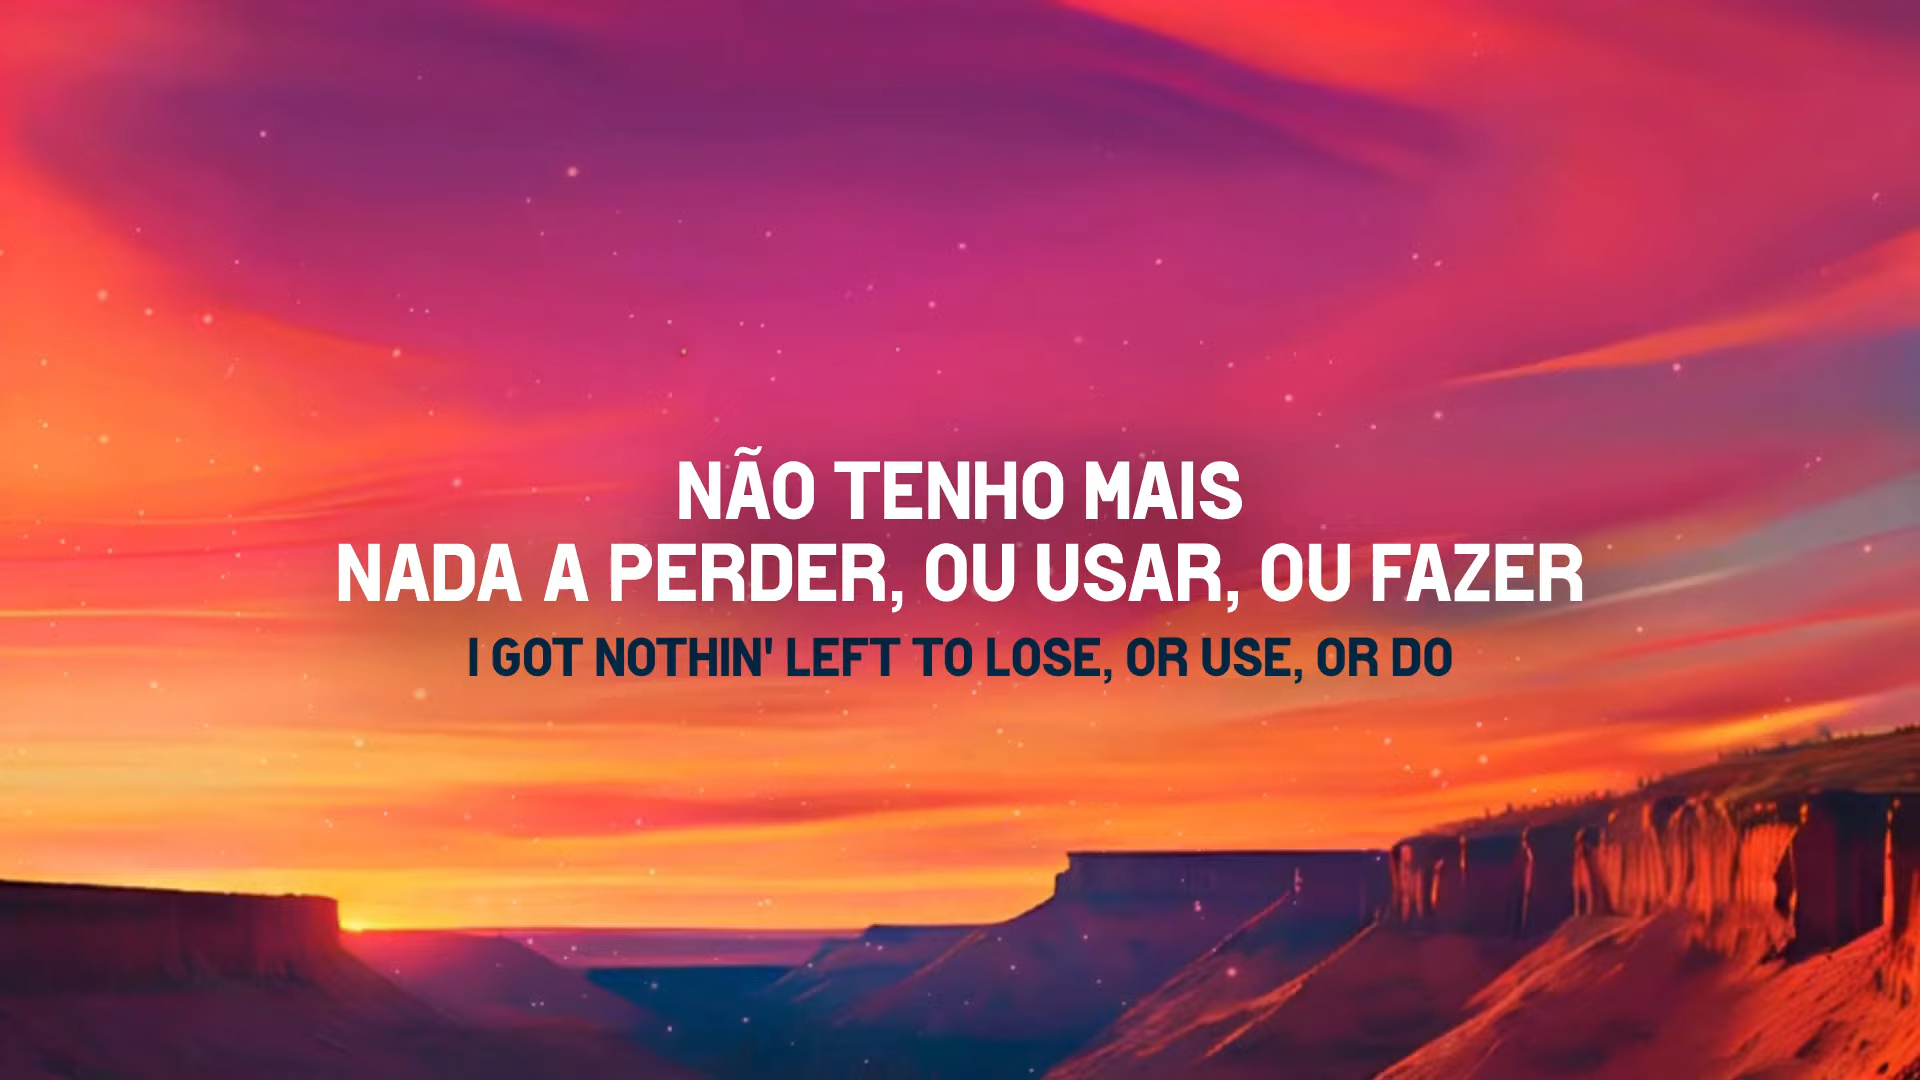 NÃO TENHO MAIS
NADA A PERDER, OU USAR, OU FAZER
I GOT NOTHIN' LEFT TO LOSE, OR USE, OR DO